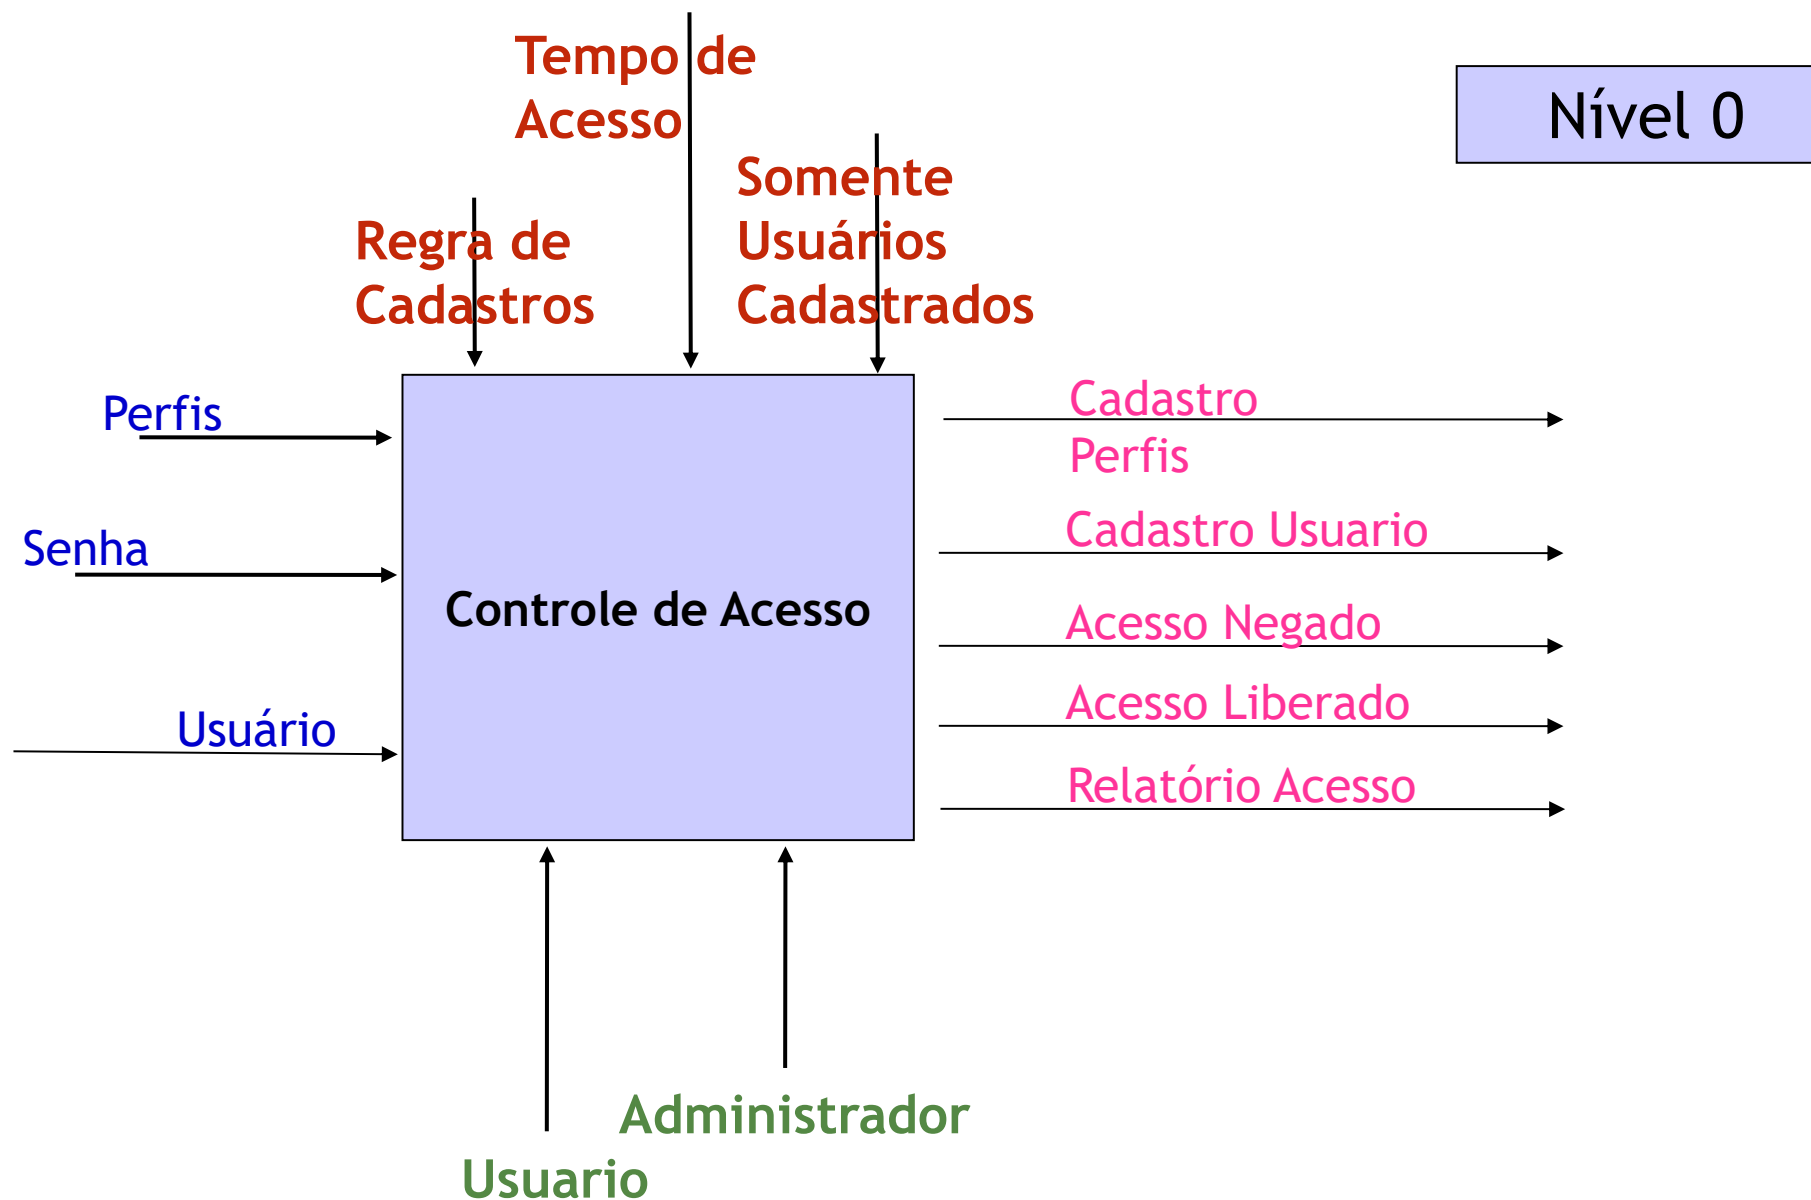 Tempo de
Acesso
Nível 0
Somente
Usuários
Cadastrados
Regra de
Cadastros
Perfis
Senha
Usuário
Controle de Acesso
Cadastro
Perfis
Cadastro Usuario
Acesso Negado
Acesso Liberado
Relatório Acesso
Administrador
Usuario